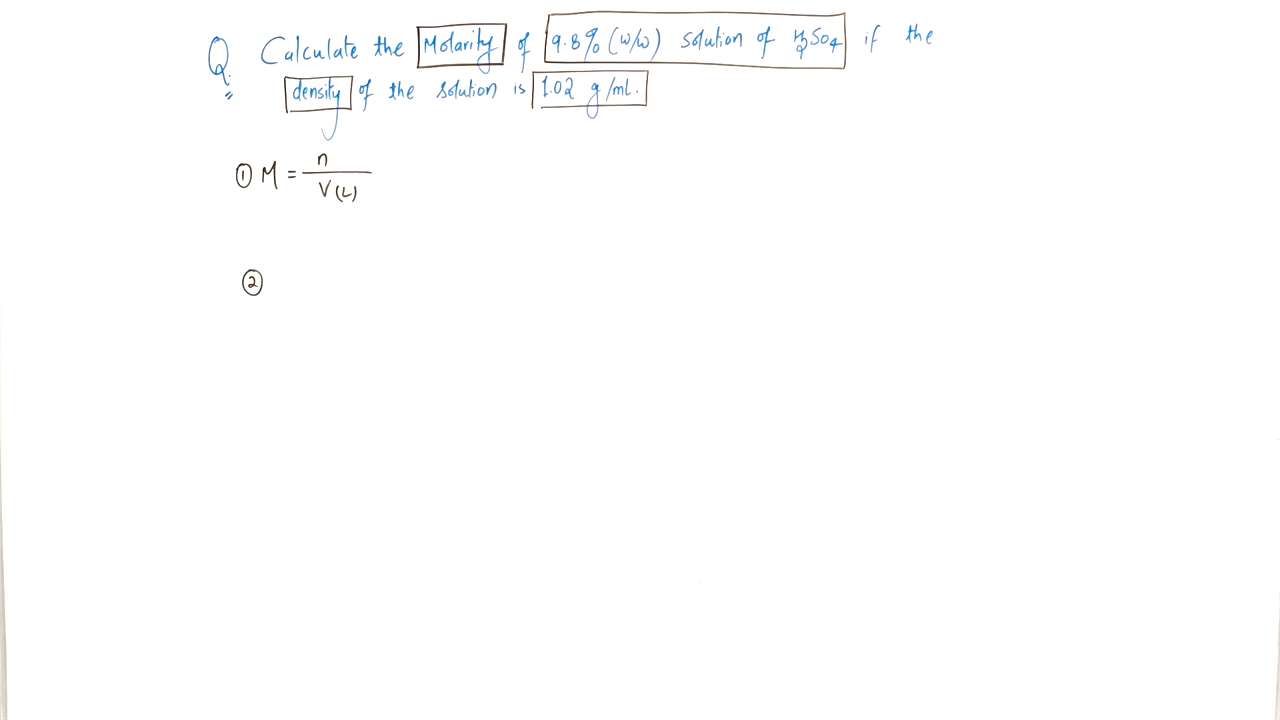 Q. Calculate the Molarity of 9.8% (w/w) solution of H2SO4 if the
density of the solution is 1.02 g/ml.
① M = n
V(L)
②